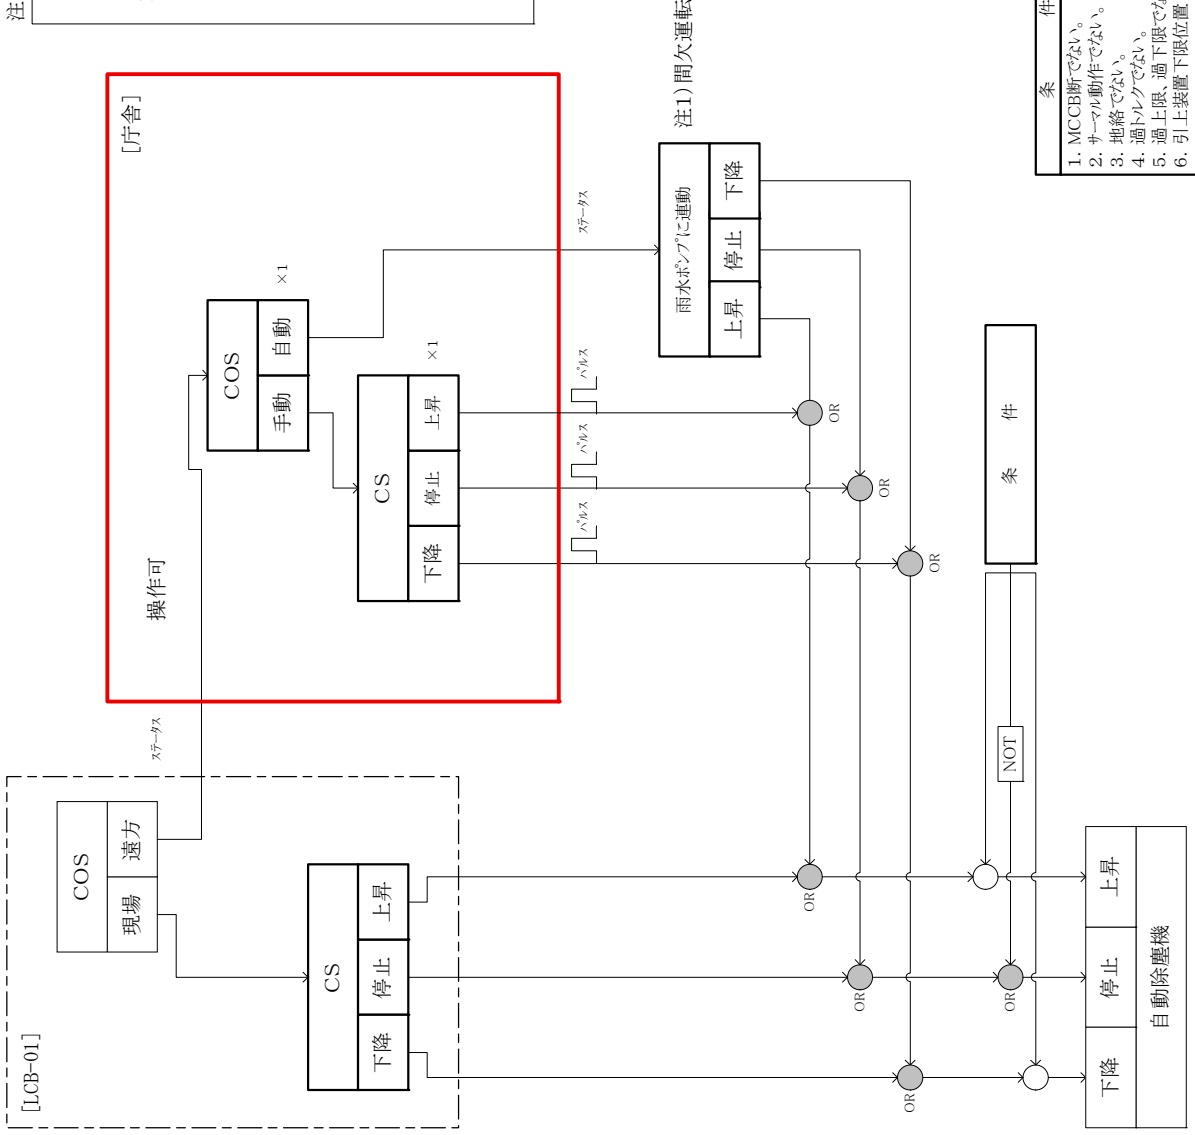 注
[LCB-01]
COS
現場
遠方
CS
下降
停止
上昇
ステータス
[庁舎]
操作可
COS
手動
自動
×1
CS
下降
停止
上昇
×1
パルス
パルス
パルス
ステータス
注1)間欠運転
雨水ポンプに連動
上昇
停止
下降
OR
OR
OR
OR
OR
OR
OR
NOT
条 件
自動除塵機
下降
停止
上昇
条 件
1. MCCB断でない。
2. サーマル動作でない。
3. 地絡でない。
4. 過トルクでない。
5. 過上限、過下限でな
6. 引上装置下限位置